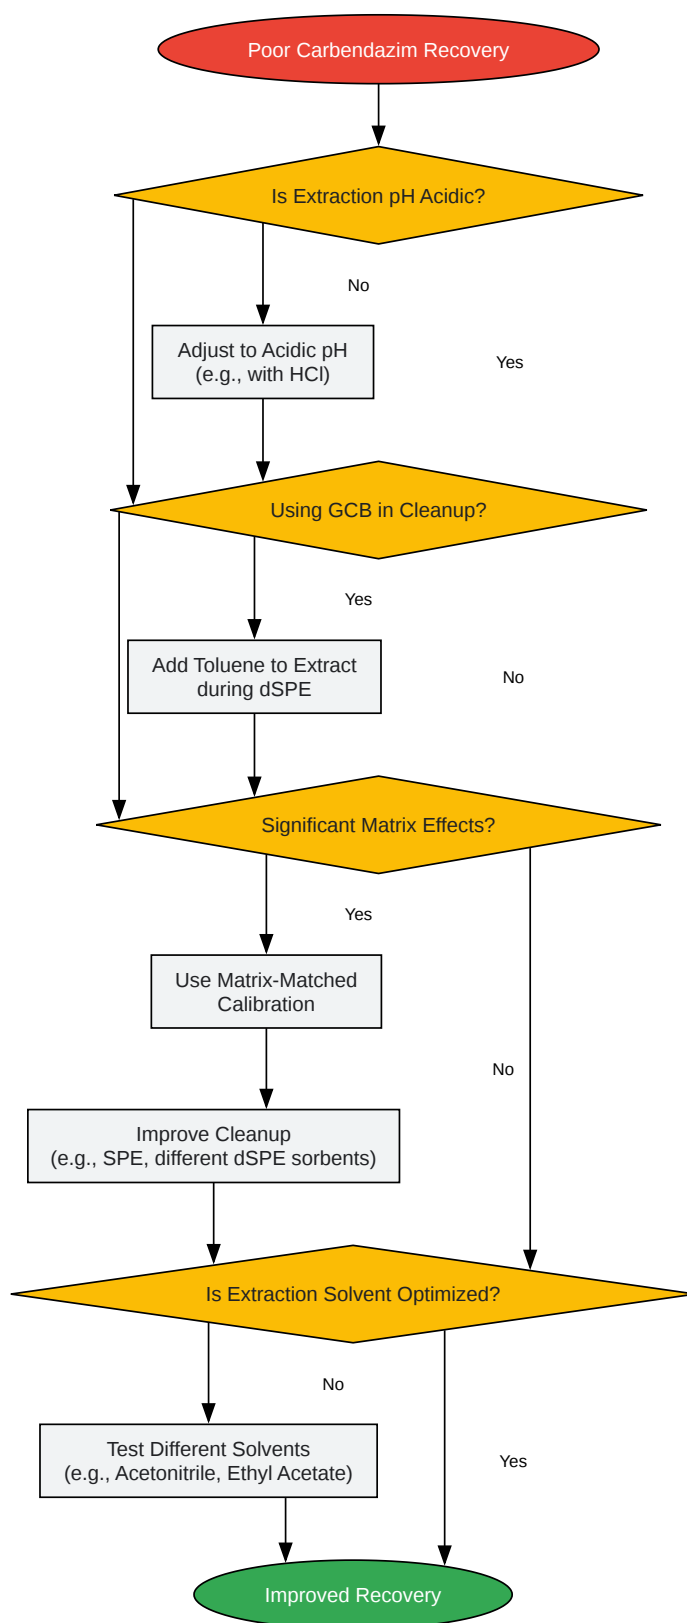 Poor Carbendazim Recovery
Is Extraction pH Acidic?
No
Adjust to Acidic pH
(e.g., with HCl)
Yes
Using GCB in Cleanup?
Yes
Add Toluene to Extract
during dSPE
No
Significant Matrix Effects?
Yes
Use Matrix-Matched
Calibration
No
Improve Cleanup
(e.g., SPE, different dSPE sorbents)
Is Extraction Solvent Optimized?
No
Test Different Solvents
(e.g., Acetonitrile, Ethyl Acetate)
Yes
Improved Recovery